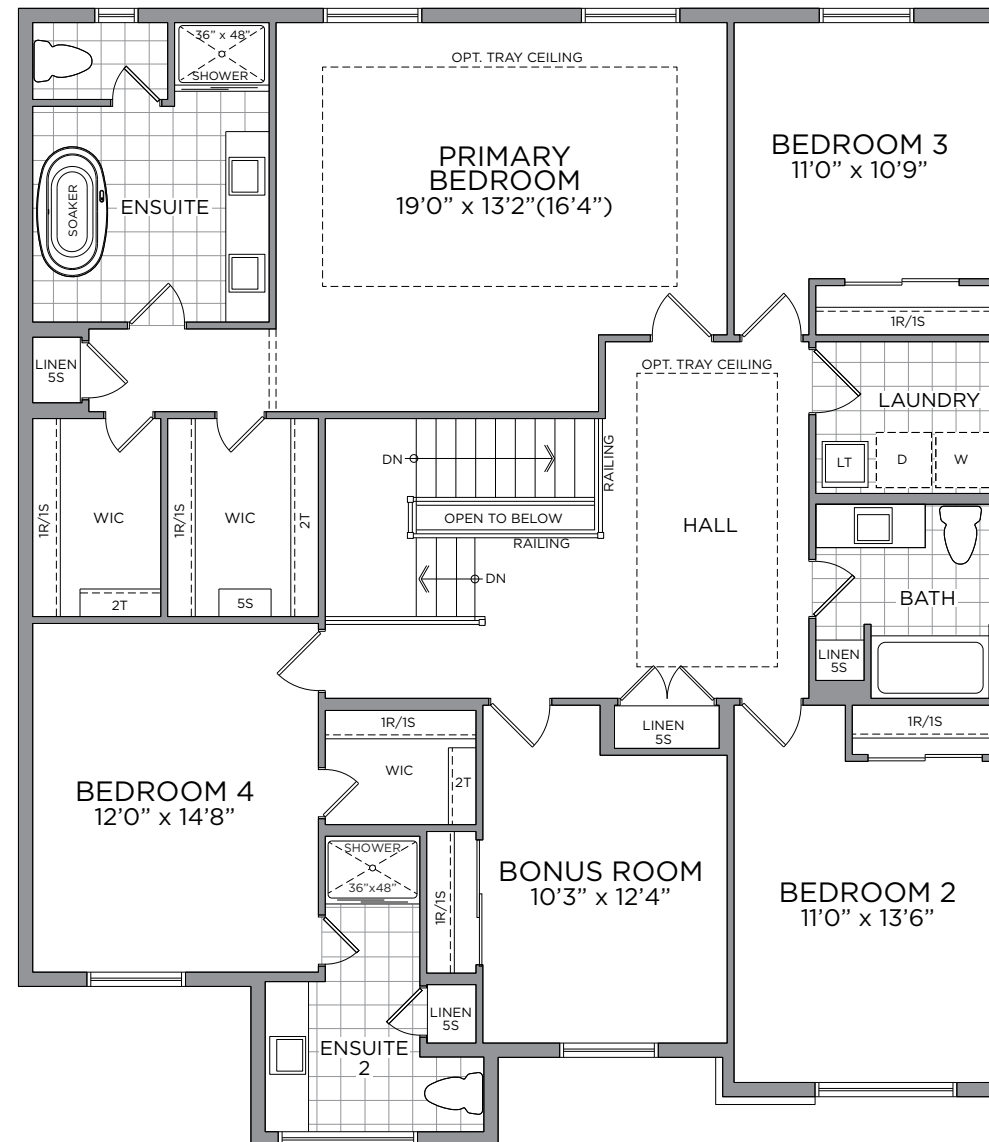 36” x 48”
SHOWER
OPT. TRAY CEILING
PRIMARY
BEDROOM
19’0” x 13’2”(16’4”)
BEDROOM 3
11’0” x 10’9”
SOAKER
ENSUITE
1R/1S
LINEN
5S
OPT. TRAY CEILING
LAUNDRY
LT
D
W
DN
RAILING
OPEN TO BELOW
RAILING
DN
HALL
1R/1S
WIC
2T
1R/1S
WIC
2T
5S
BATH
LINEN
5S
1R/1S
WIC
2T
LINEN
5S
1R/1S
BEDROOM 4
12’0” x 14’8”
SHOWER
36”x48”
1R/1S
BONUS ROOM
10’3” x 12’4”
BEDROOM 2
11’0” x 13’6”
LINEN
5S
ENSUITE
2